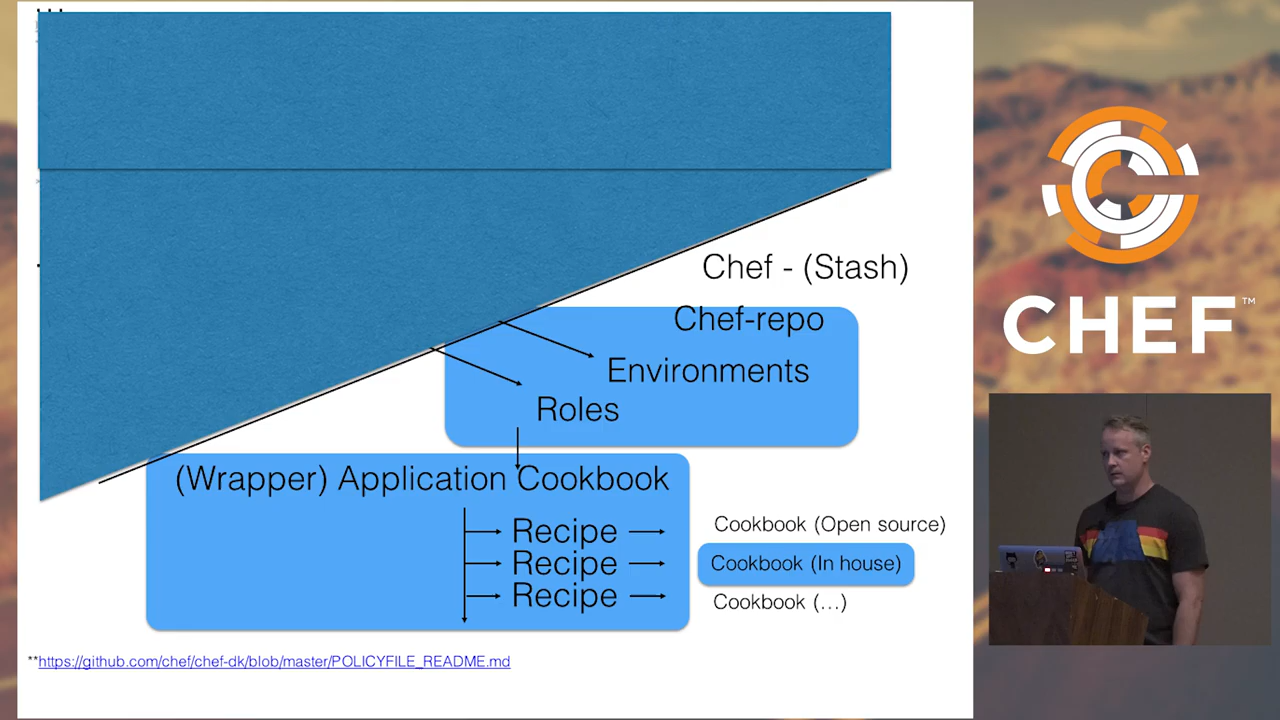 Chef - (Stash)
Chef-repo
Environments
Roles
(Wrapper) Application Cookbook
Recipe
Cookbook (Open source)
Recipe
Cookbook (In house)
Recipe
Cookbook (...)
**https://github.com/chef/chef-dk/blob/master/POLICYFILE_README.md
CHEF™